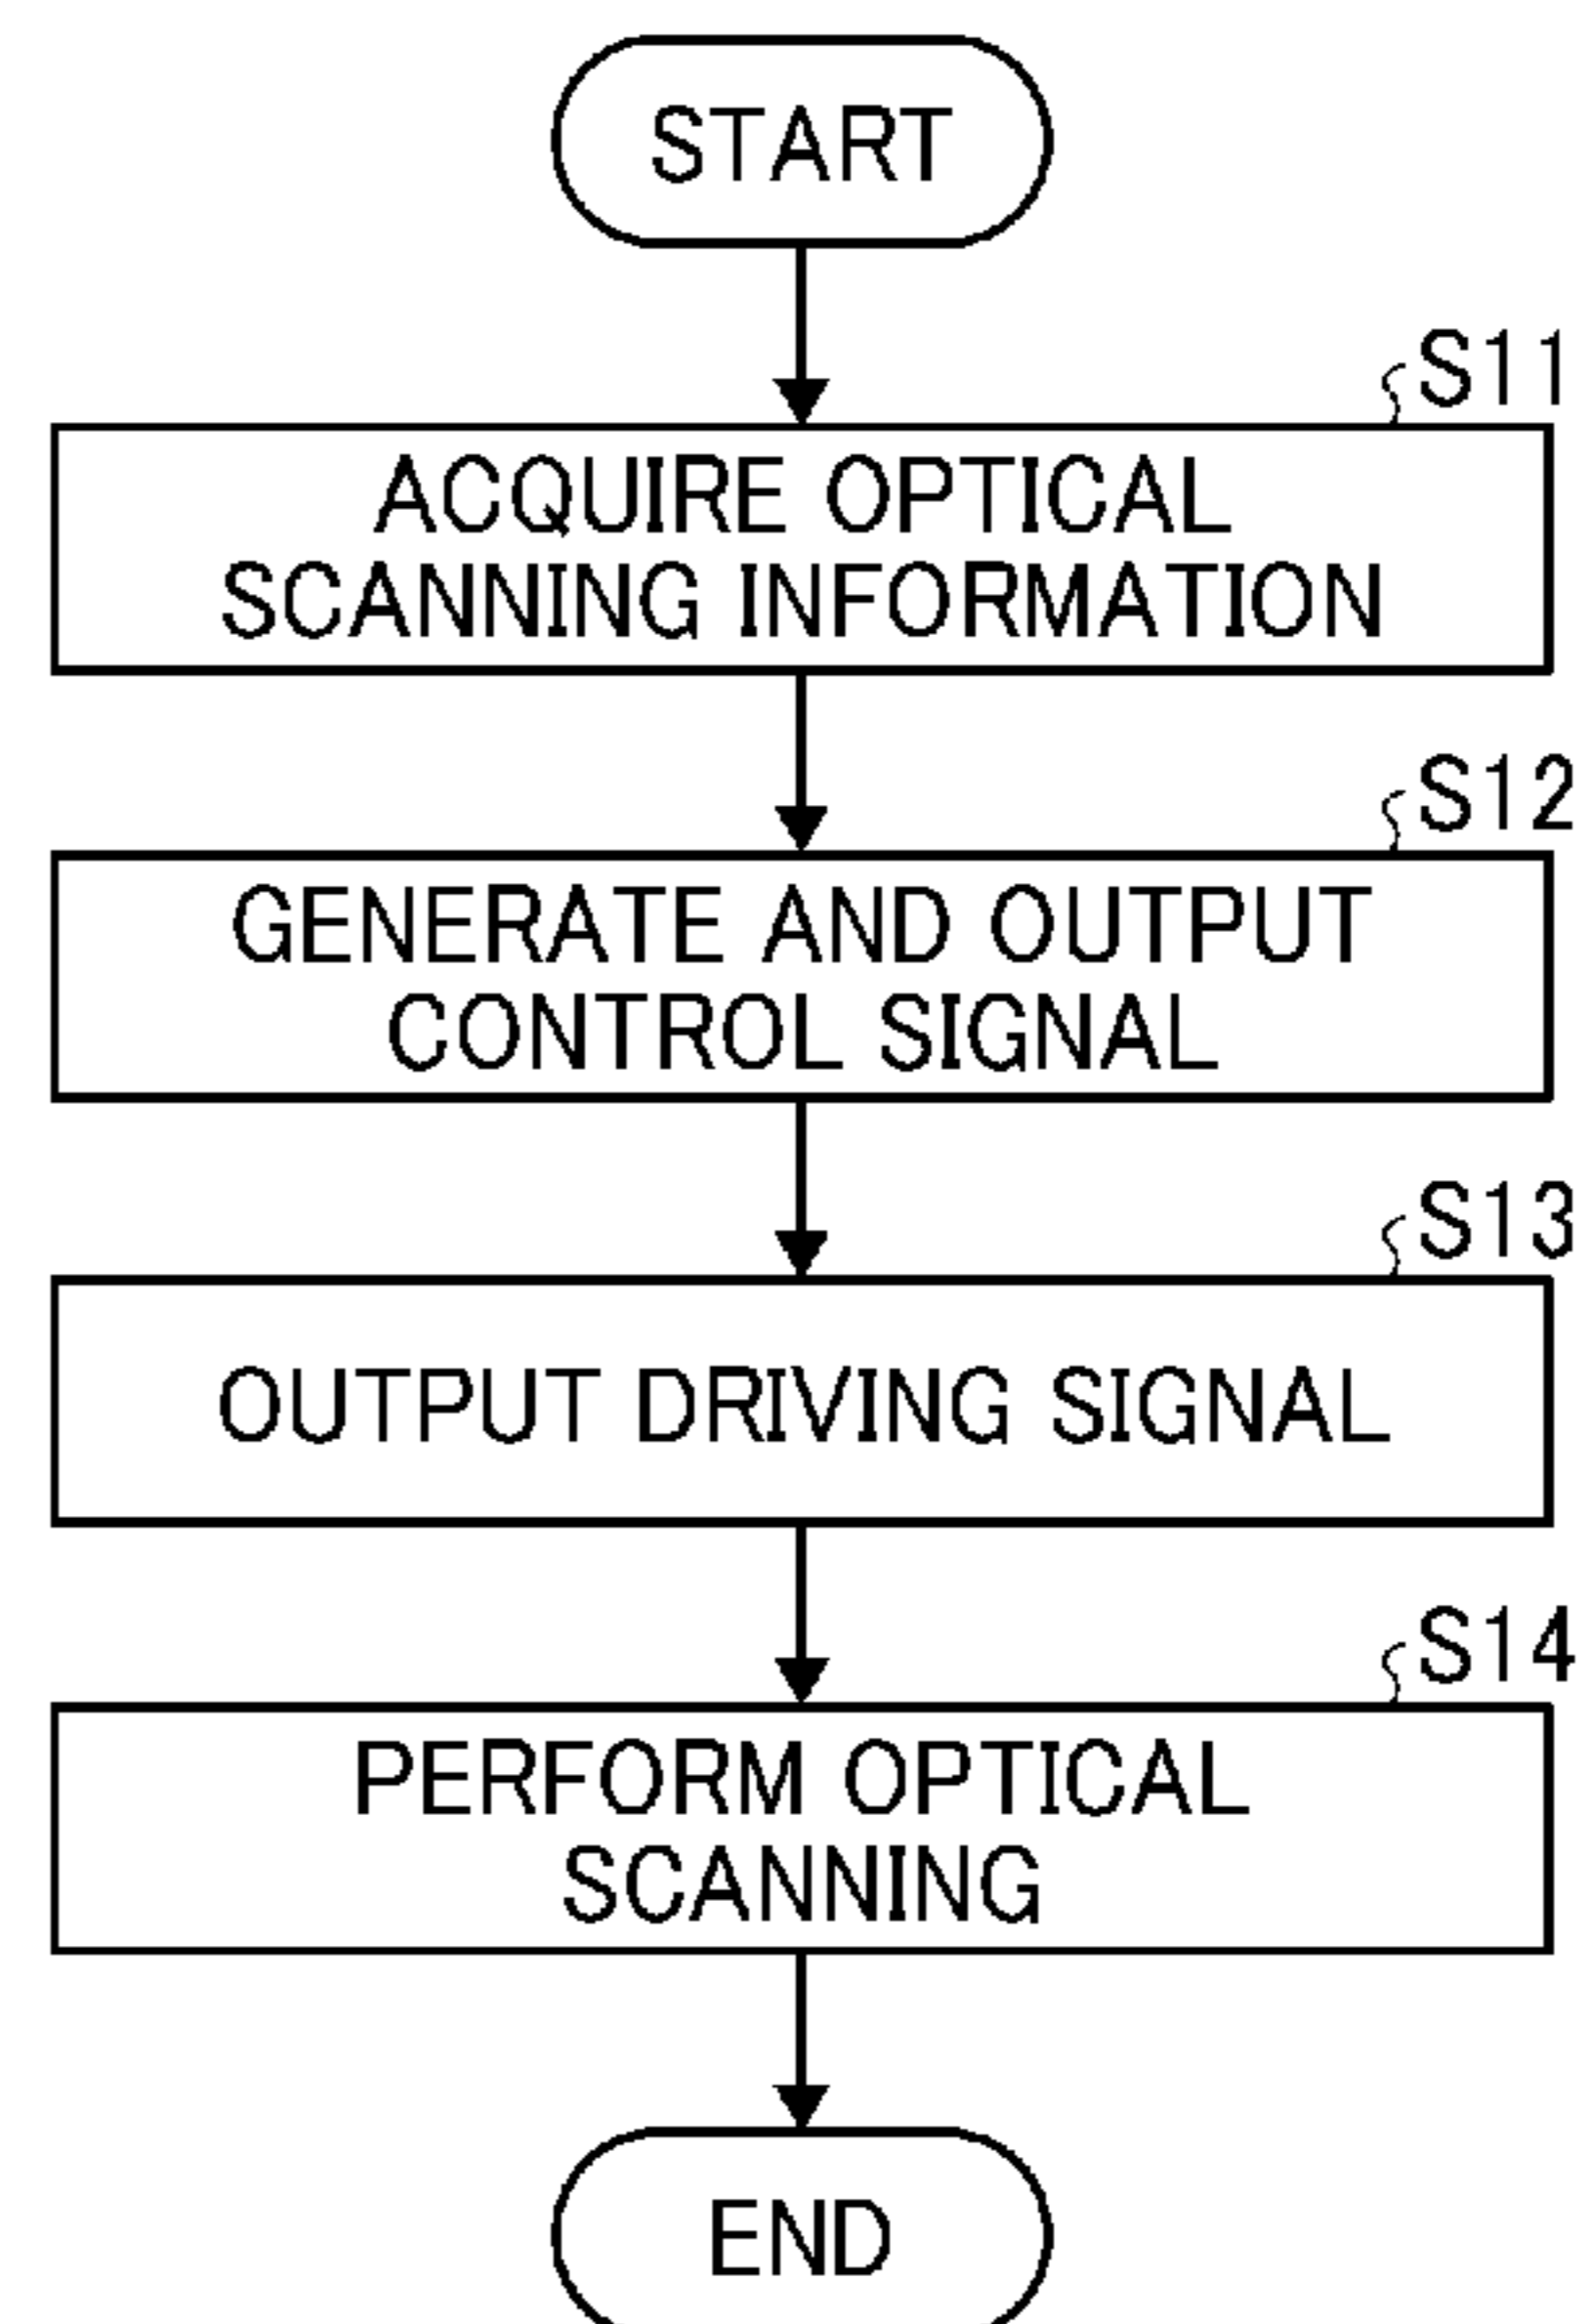 START
S11
ACQUIRE OPTICAL
SCANNING INFORMATION
S12
GENERATE AND OUTPUT
CONTROL SIGNAL
S13
OUTPUT DRIVING SIGNAL
S14
PERFORM OPTICAL
SCANNING
END